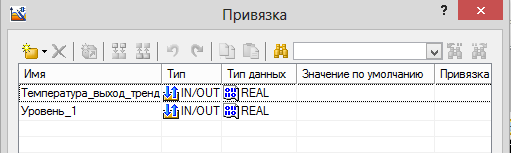 Привязка
Имя Тип Тип данных Значение по умолчанию Привязка
Температура_выход_тренд IN/OUT REAL
Уровень_1 IN/OUT REAL